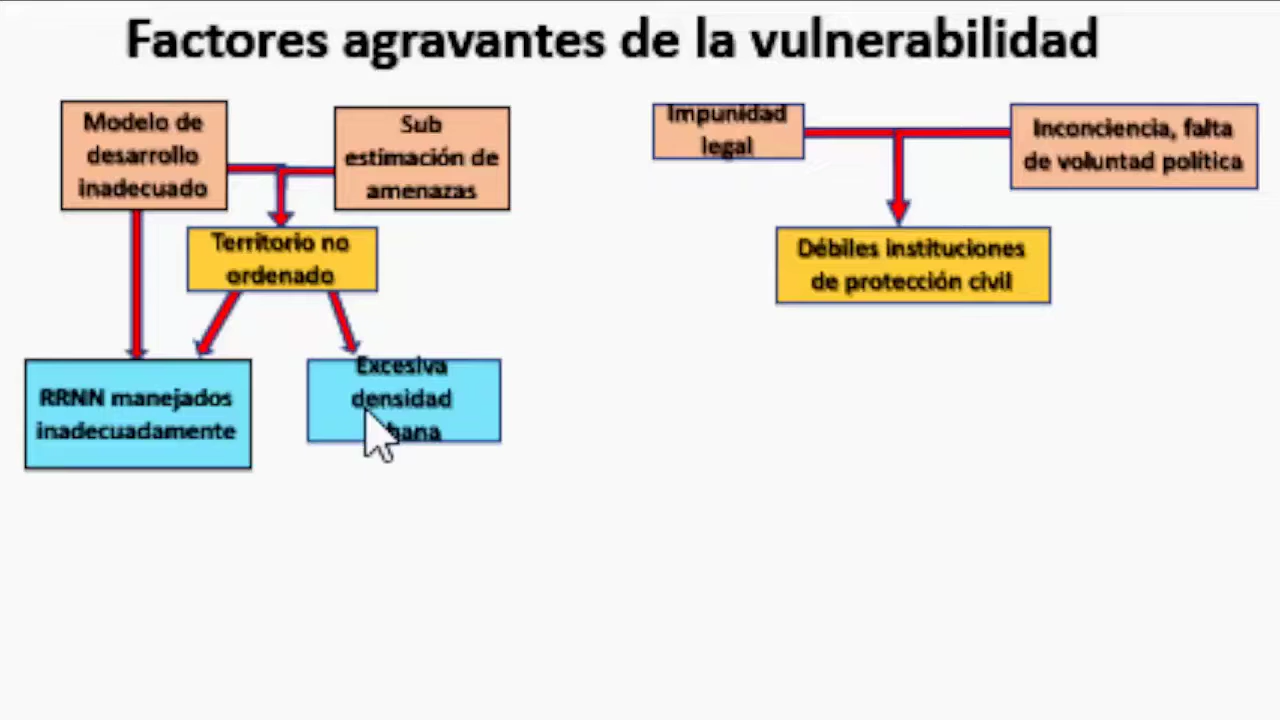 Factores agravantes de la vulnerabilidad
Modelo de
desarrollo
inadecuado
Sub
estimación de
amenazas
Impunidad
legal
Inconciencia, falta
de voluntad política
Territorio no
ordenado
Débiles instituciones
de protección civil
RRNN manejados
inadecuadamente
Excesiva
densidad